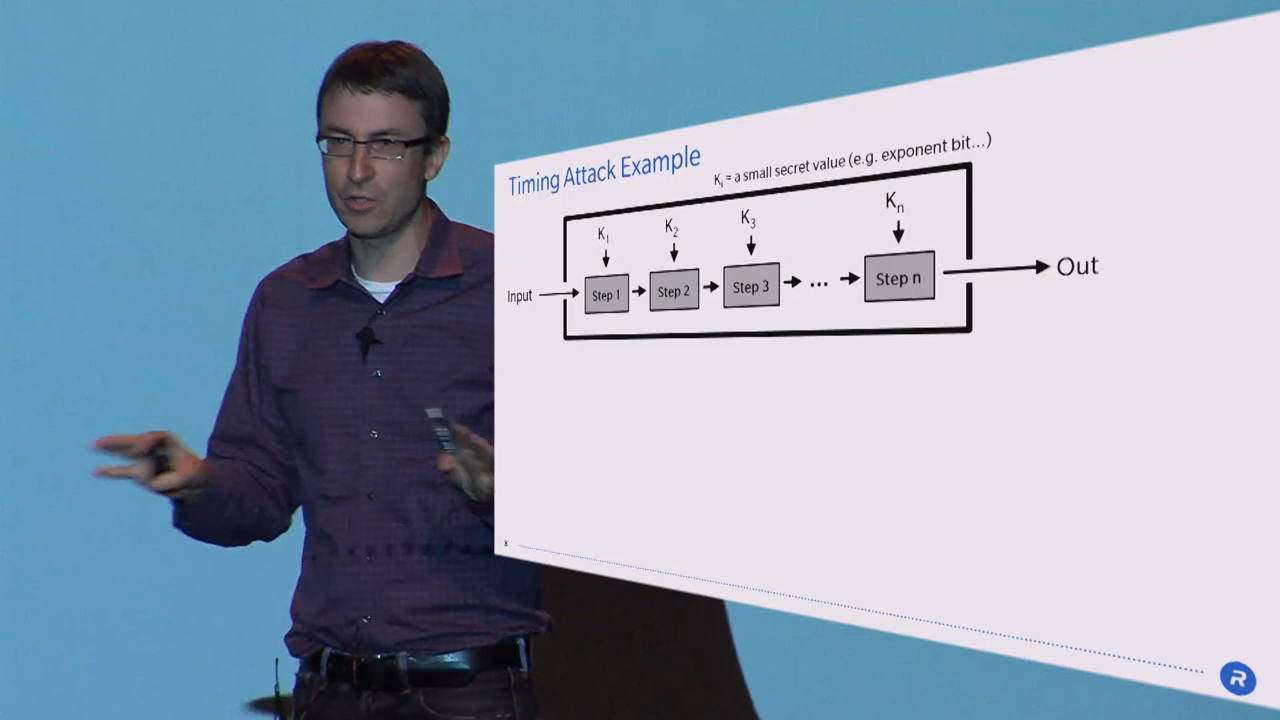 Timing Attack Example
Kᵢ = a small secret value (e.g. exponent bit...)
K₁ K₂ K₃ Kₙ
Input Step 1 Step 2 Step 3 ... Step n Out
8
R